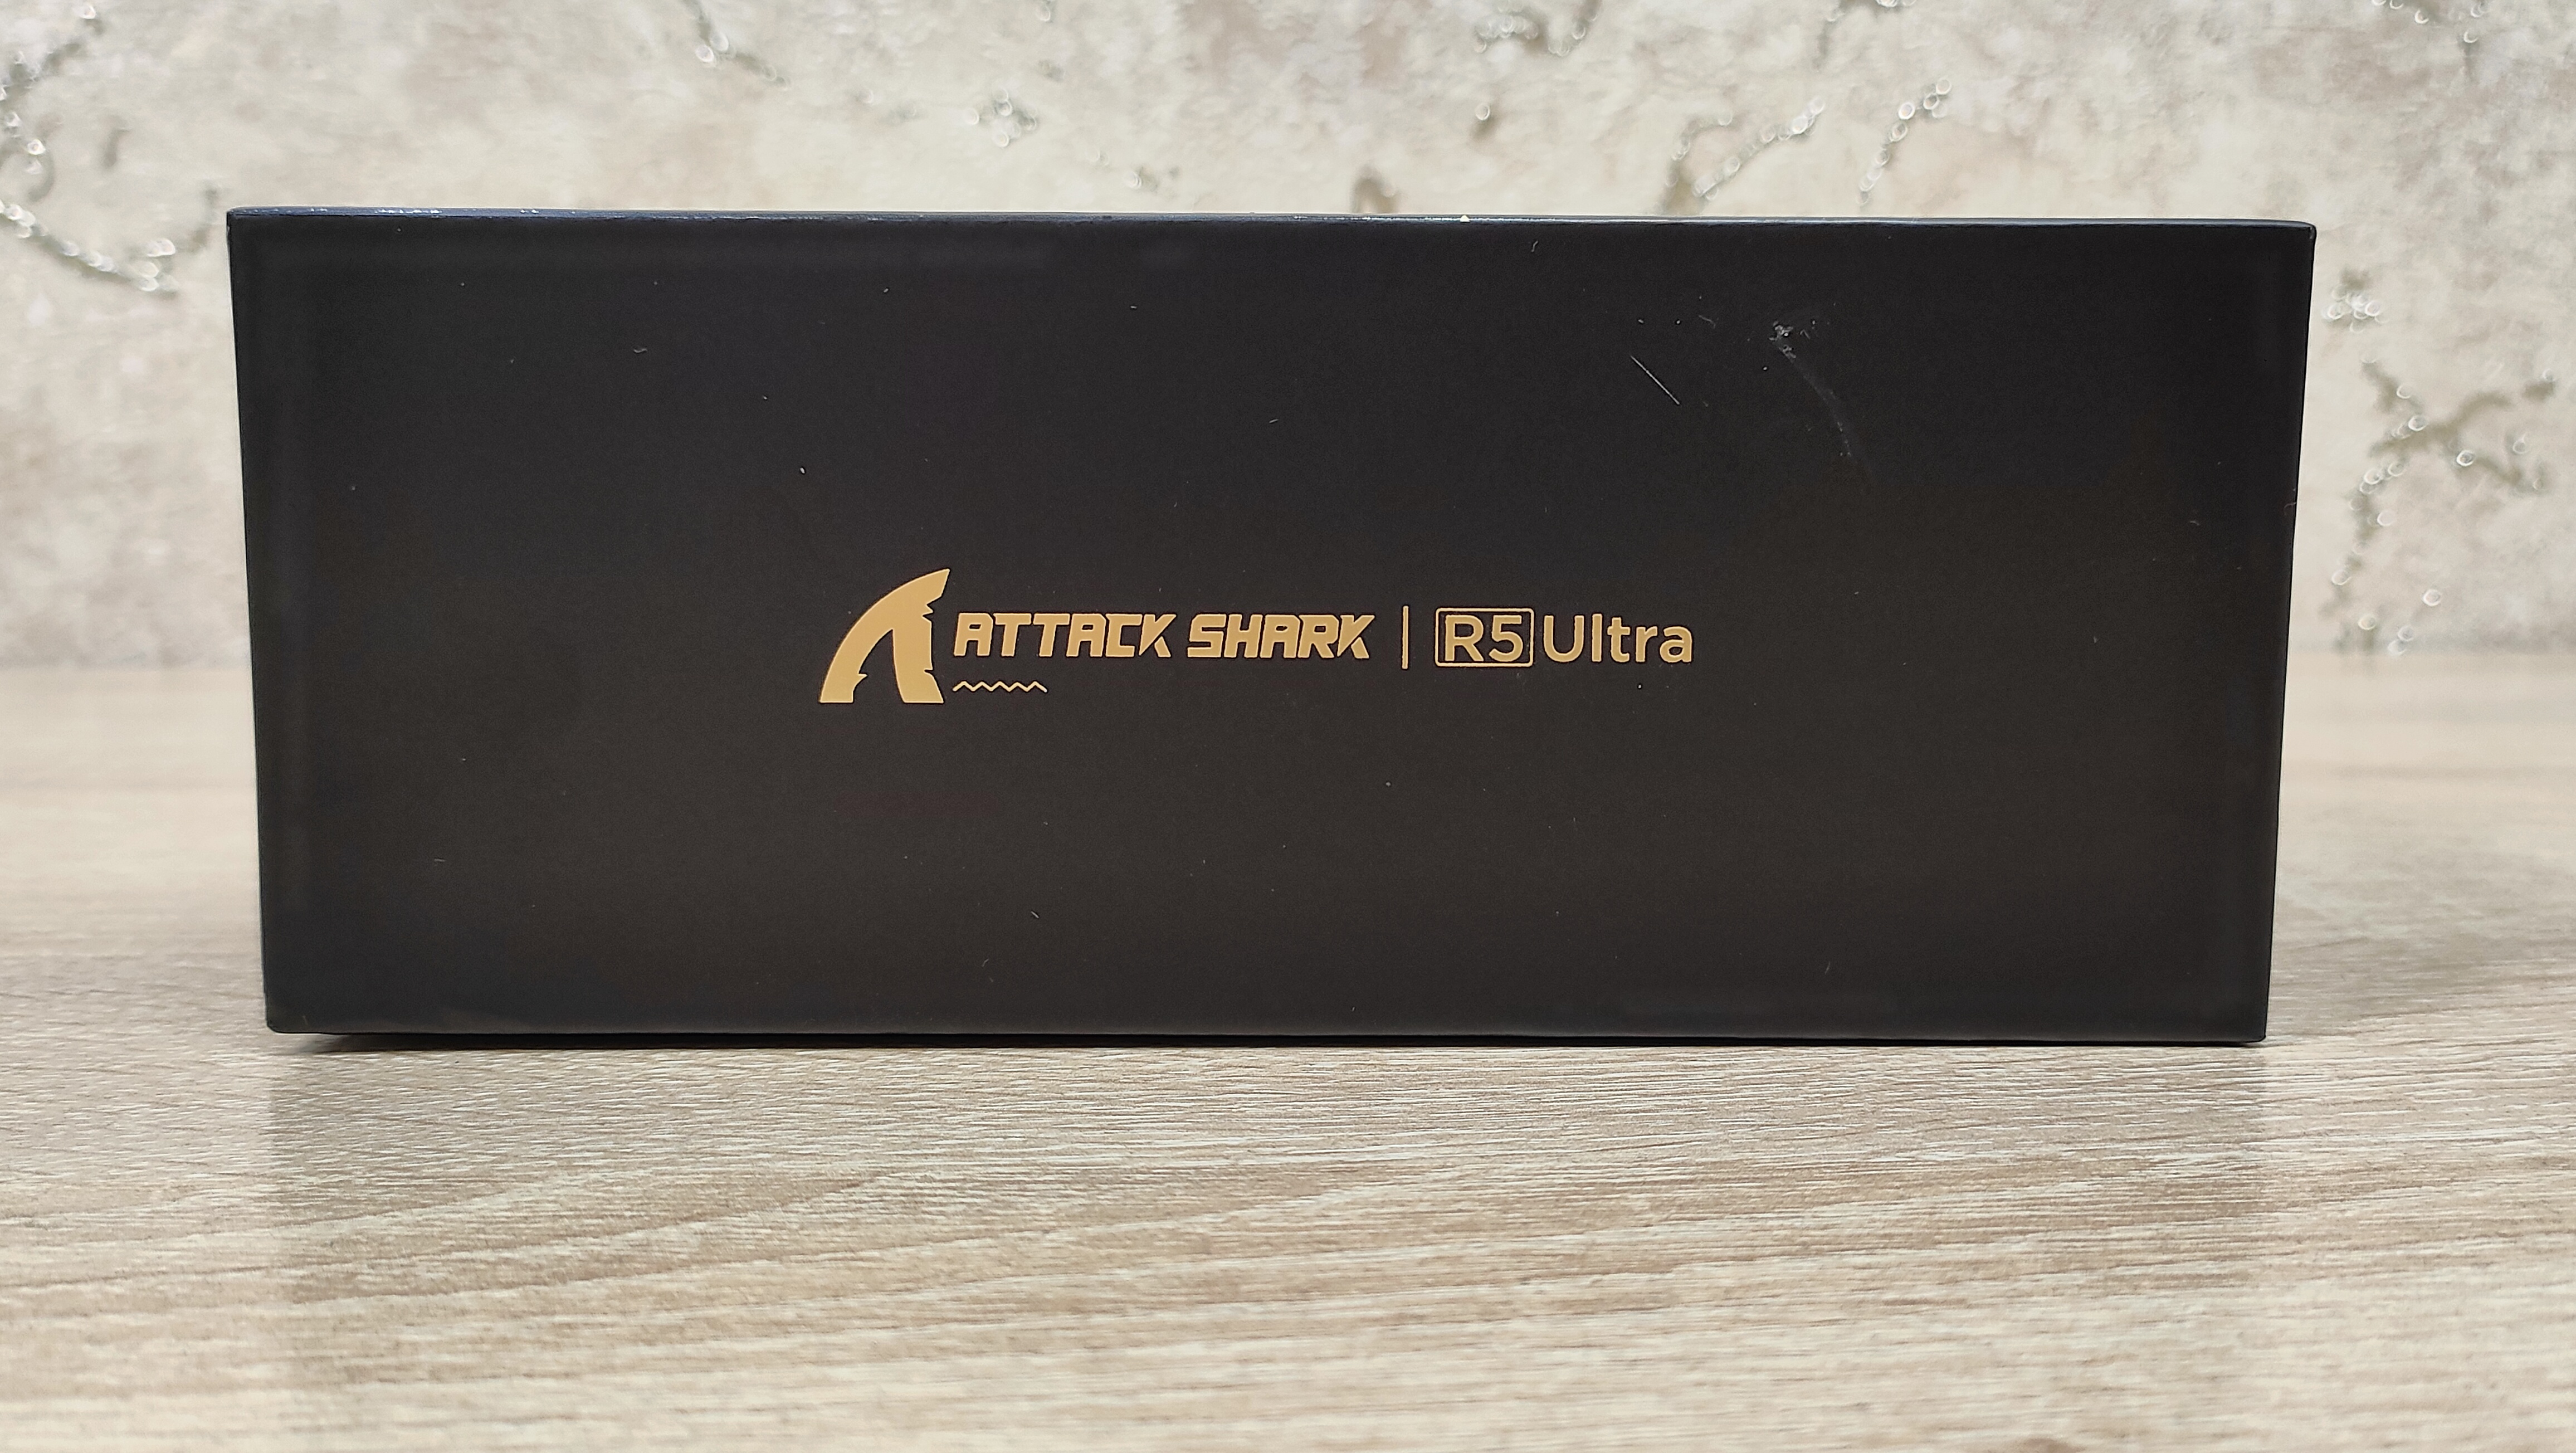 ATTACK SHARK | R5 Ultra